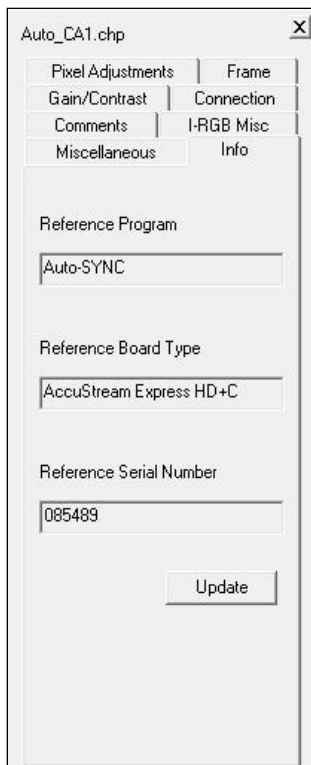 Auto_CA1.chp
Pixel Adjustments Frame
Gain/Contrast Connection
Comments I-RGB Misc
Miscellaneous Info
Reference Program
Auto-SYNC
Reference Board Type
AccuStream Express HD+C
Reference Serial Number
085489
Update